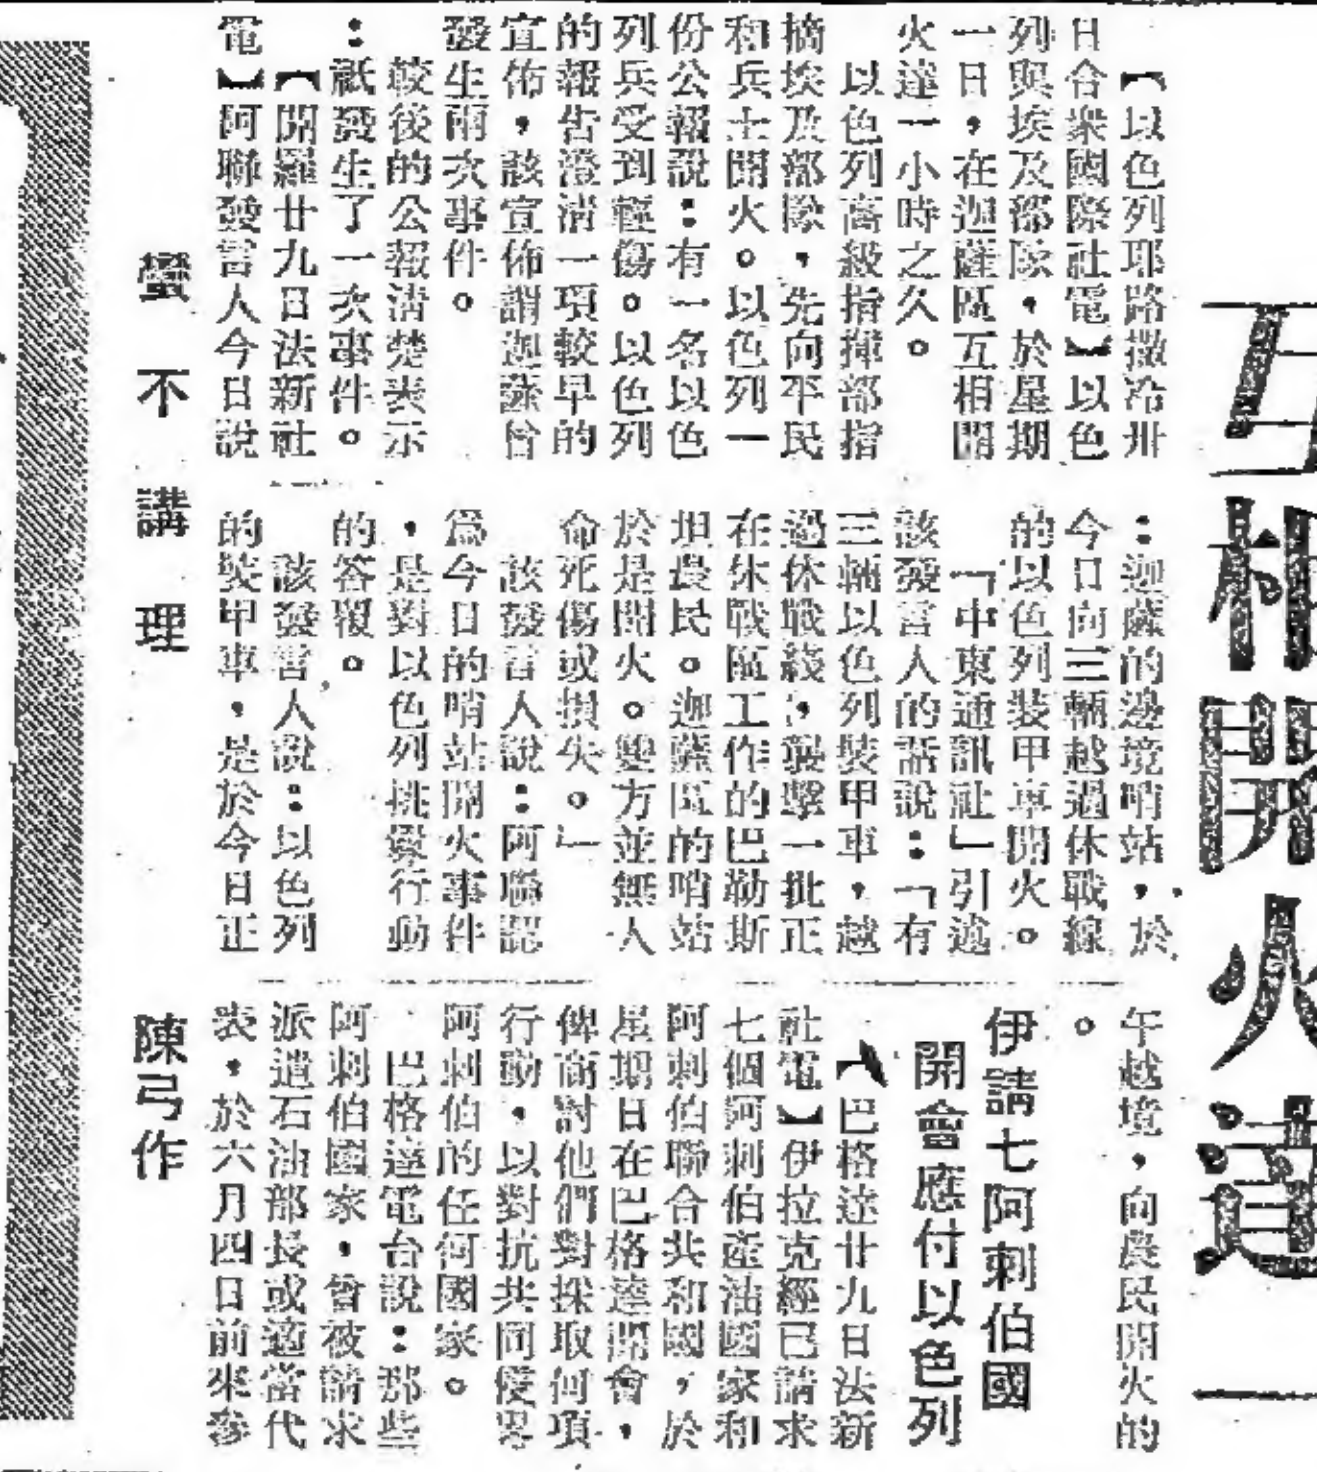 互相開火達一
【以色列耶路撒冷卅
日合衆國際社電】以色
列與埃及部隊，於星期
一日，在迦薩區互相開
火達一小時之久。
以色列高級指揮部指
摘埃及部隊，先向平民
和兵士開火。以色列一
份公報說：有一名以色
列兵受到輕傷。以色列
的報告澄清一項較早的
宣佈，該宣佈謂迦薩曾
發生兩次事件。
較後的公報清楚表示
：祇發生了一次事件。
【開羅廿九日法新社
電】阿聯發言人今日說
：迦薩的邊境哨站，於
今日向三輛越過休戰線
的以色列裝甲車開火。
「中東通訊社」引述
該發言人的話說：「有
三輛以色列裝甲車，越
過休戰綫，襲擊一批正
在休戰區工作的巴勒斯
坦農民。迦薩區的哨站
於是開火。雙方並無人
命死傷或損失。」
該發言人說：阿聯認
爲今日的哨站開火事件
，是對以色列挑釁行動
的答覆。
該發言人說：以色列
的裝甲車，是於今日正
午越境，向農民開火的
。
伊請七阿剌伯國
開會應付以色列
【巴格達廿九日法新
社電】伊拉克經已請求
七個阿剌伯產油國家和
阿剌伯聯合共和國，於
星期日在巴格達開會，
俾商討他們對採取何項
行動，以對抗共同侵畧
阿剌伯的任何國家。
巴格達電台說：那些
阿剌伯國家，曾被請求
派遣石油部長或適當代
表，於六月四日前來參
蠻不講理
陳弓作